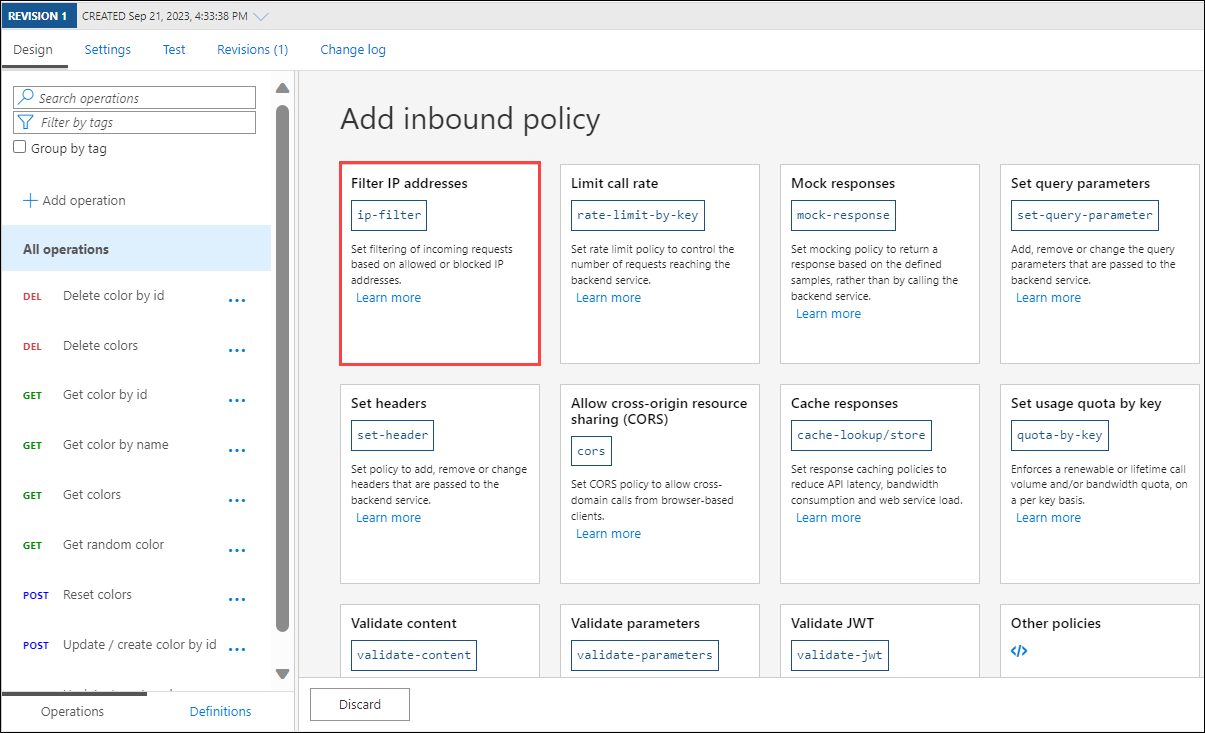 REVISION 1 CREATED Sep 21, 2023, 4:33:38 PM
Design Settings Test Revisions (1) Change log
Search operations
Filter by tags
Group by tag
Add operation
All operations
DEL Delete color by id ...
DEL Delete colors ...
GET Get color by id ...
GET Get color by name ...
GET Get colors ...
GET Get random color ...
POST Reset colors ...
POST Update / create color by id ...
Operations Definitions
Add inbound policy
Filter IP addresses
ip-filter
Set filtering of incoming requests
based on allowed or blocked IP
addresses.
Learn more
Limit call rate
rate-limit-by-key
Set rate limit policy to control the
number of requests reaching the
backend service.
Learn more
Mock responses
mock-response
Set mocking policy to return a
response based on the defined
samples, rather than by calling the
backend service.
Learn more
Set query parameters
set-query-parameter
Add, remove or change the query
parameters that are passed to the
backend service.
Learn more
Set headers
set-header
Set policy to add, remove or change
headers that are passed to the
backend service.
Learn more
Allow cross-origin resource
sharing (CORS)
cors
Set CORS policy to allow cross-
domain calls from browser-based
clients.
Learn more
Cache responses
cache-lookup/store
Set response caching policies to
reduce API latency, bandwidth
consumption and web service load.
Learn more
Set usage quota by key
quota-by-key
Enforces a renewable or lifetime call
volume and/or bandwidth quota, on
a per key basis.
Learn more
Validate content
validate-content
Validate parameters
validate-parameters
Validate JWT
validate-jwt
Other policies
</>
Discard